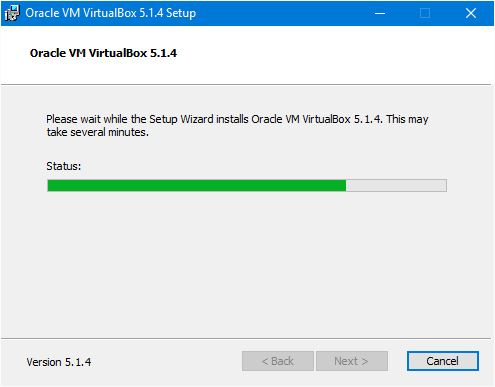 Oracle VM VirtualBox 5.1.4 Setup
Oracle VM VirtualBox 5.1.4
Please wait while the Setup Wizard installs Oracle VM VirtualBox 5.1.4. This may
take several minutes.
Status:
Version 5.1.4
< Back
Next >
Cancel